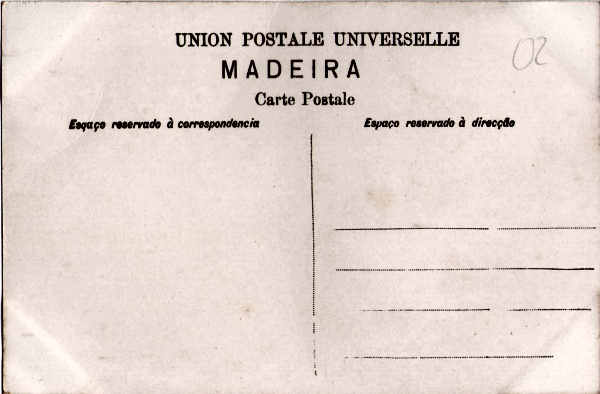 UNION POSTALE UNIVERSELLE
02
MADEIRA
Carte Postale
Espaço reservado à correspondencia
Espaço reservado à direcção